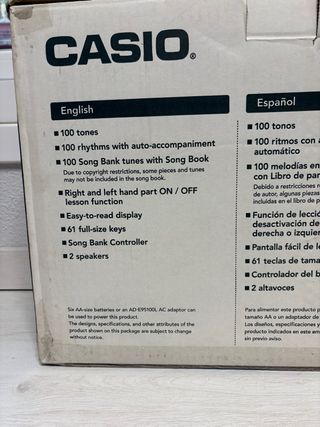 CASIO®
English
■ 100 tones
■ 100 rhythms with auto-accompaniment
■ 100 Song Bank tunes with Song Book
Due to copyright restrictions, some pieces and tunes
may not be included in the song book.
■ Right and left hand part ON / OFF
lesson function
■ Easy-to-read display
■ 61 full-size keys
■ Song Bank Controller
■ 2 speakers
Six AA-size batteries or an AD-E95100L AC adaptor can
be used to power this product.
The designs, specifications, and other attributes of the
product shown on this package are subject to change
without notice.
Español
■ 100 tonos
■ 100 ritmos con
automático
■ 100 melodías en
con Libro de
Debido a restricciones
de autor, algunas piezas
incluidas en el libro de
■ Función de
desactivación de
derecha o
■ Pantalla fácil de
■ 61 teclas de
■ Controlador del
■ 2 altavoces
Para alimentar este producto
tamaño AA o un adaptador de
Los diseños, especificaciones y
producto indicados en este
sin previo aviso.